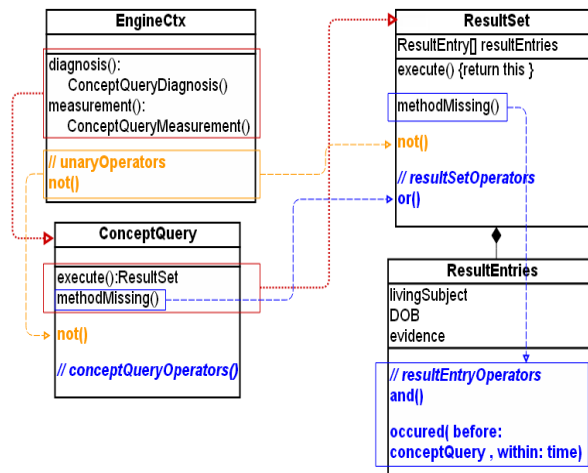 EngineCtx
diagnosis():
ConceptQueryDiagnosis()
measurement():
ConceptQueryMeasurement()
// unaryOperators
not()
ConceptQuery
execute():ResultSet
methodMissing()
not()
// conceptQueryOperators()
ResultSet
ResultEntry[] resultEntries
execute() {return this }
methodMissing()
not()
// resultSetOperators
or()
ResultEntries
livingSubject
DOB
evidence
// resultEntryOperators
and()
occured( before:
conceptQuery , within: time)